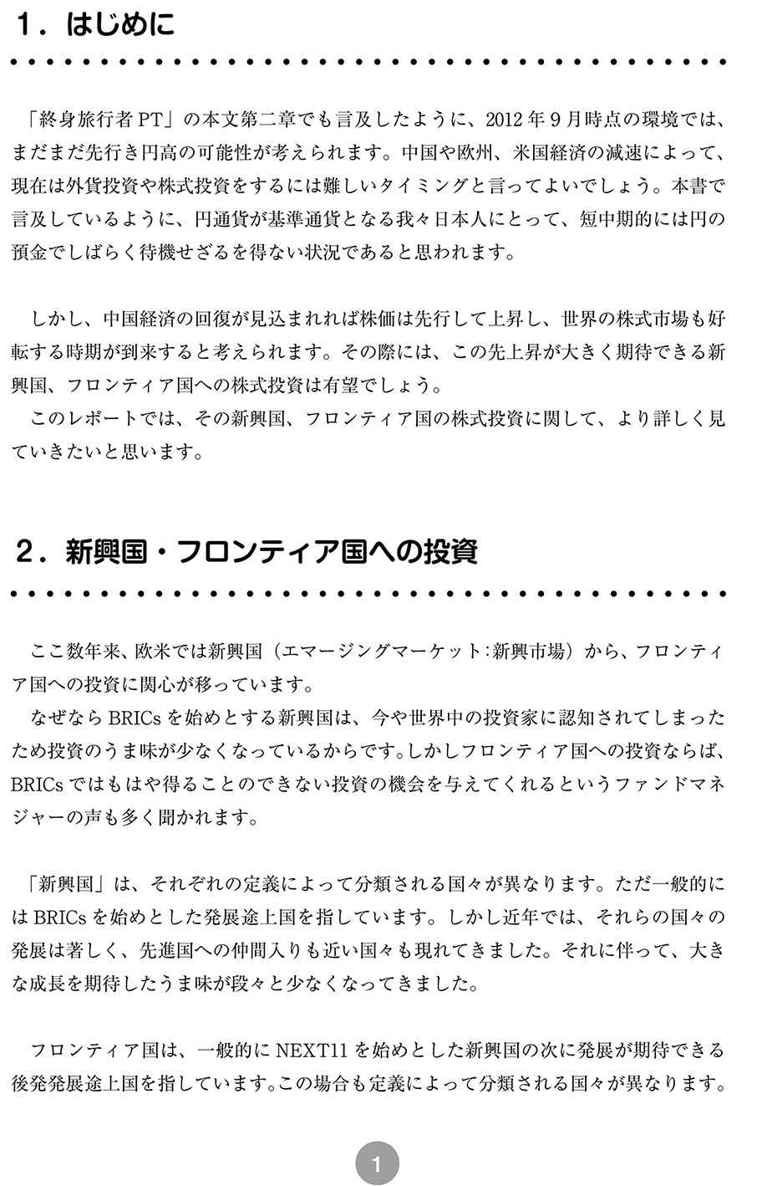 1．はじめに
「終身旅行者 PT」の本文第二章でも言及したように、2012 年 9 月時点の環境では、
まだまだ先行き円高の可能性が考えられます。中国や欧州、米国経済の減速によって、
現在は外貨投資や株式投資をするには難しいタイミングと言ってよいでしょう。本書で
言及しているように、円通貨が基準通貨となる我々日本人にとって、短中期的には円の
預金でしばらく待機せざるを得ない状況であると思われます。
しかし、中国経済の回復が見込まれれば株価は先行して上昇し、世界の株式市場も好
転する時期が到来すると考えられます。その際には、この先上昇が大きく期待できる新
興国、フロンティア国への株式投資は有望でしょう。
このレポートでは、その新興国、フロンティア国の株式投資に関して、より詳しく見
ていきたいと思います。
2．新興国・フロンティア国への投資
ここ数年来、欧米では新興国（エマージングマーケット：新興市場）から、フロンティ
ア国への投資に関心が移っています。
なぜなら BRICs を始めとする新興国は、今や世界中の投資家に認知されてしまった
ため投資のうま味が少なくなっているからです。しかしフロンティア国への投資ならば、
BRICs ではもはや得ることのできない投資の機会を与えてくれるというファンドマネ
ジャーの声も多く聞かれます。
「新興国」は、それぞれの定義によって分類される国々が異なります。ただ一般的に
は BRICs を始めとした発展途上国を指しています。しかし近年では、それらの国々の
発展は著しく、先進国への仲間入りも近い国々も現れてきました。それに伴って、大き
な成長を期待したうま味が段々と少なくなってきました。
フロンティア国は、一般的に NEXT11 を始めとした新興国の次に発展が期待できる
後発発展途上国を指しています。この場合も定義によって分類される国々が異なります。
1